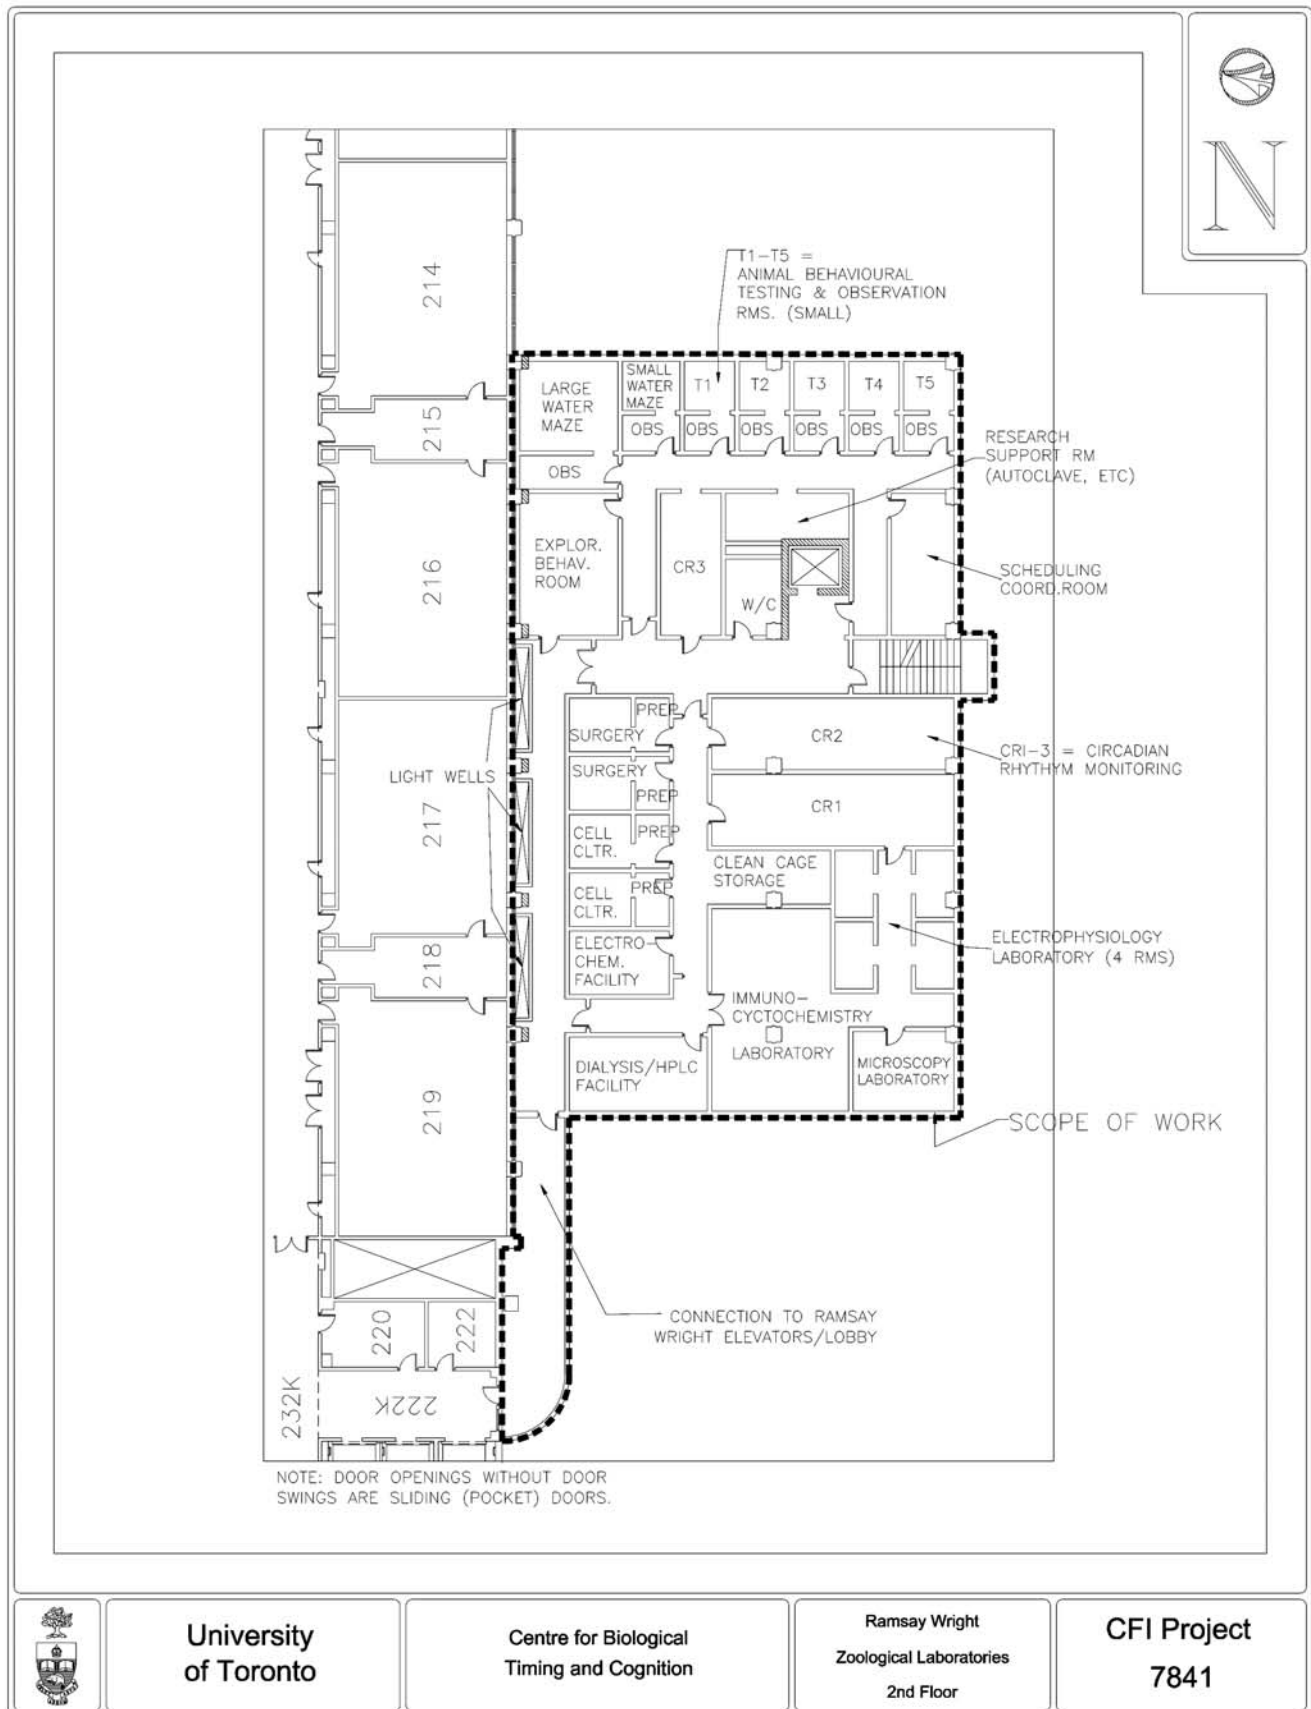 N
T1-T5 =
ANIMAL BEHAVIOURAL
TESTING & OBSERVATION
RMS. (SMALL)
214
LARGE
WATER
MAZE
SMALL
WATER
MAZE
T1
T2
T3
T4
T5
215
OBS
OBS
OBS
OBS
OBS
OBS
OBS
RESEARCH
SUPPORT RM
(AUTOCLAVE, ETC)
216
EXPLOR.
BEHAV.
ROOM
CR3
W/C
SCHEDULING
COORD.ROOM
PREP
SURGERY
CR2
CRI-3 = CIRCADIAN
RHYTHYM MONITORING
LIGHT WELLS
SURGERY
PREP
CR1
217
CELL
CLTR.
PREP
CLEAN CAGE
STORAGE
CELL
CLTR.
PREP
218
ELECTRO-
CHEM.
FACILITY
ELECTROPHYSIOLOGY
LABORATORY (4 RMS)
IMMUNO-
CYCTOCHEMISTRY
LABORATORY
DIALYSIS/HPLC
FACILITY
MICROSCOPY
LABORATORY
219
SCOPE OF WORK
220
222
CONNECTION TO RAMSAY
WRIGHT ELEVATORS/LOBBY
232K
222K
NOTE: DOOR OPENINGS WITHOUT DOOR
SWINGS ARE SLIDING (POCKET) DOORS.
University
of Toronto
Centre for Biological
Timing and Cognition
Ramsay Wright
Zoological Laboratories
2nd Floor
CFI Project
7841